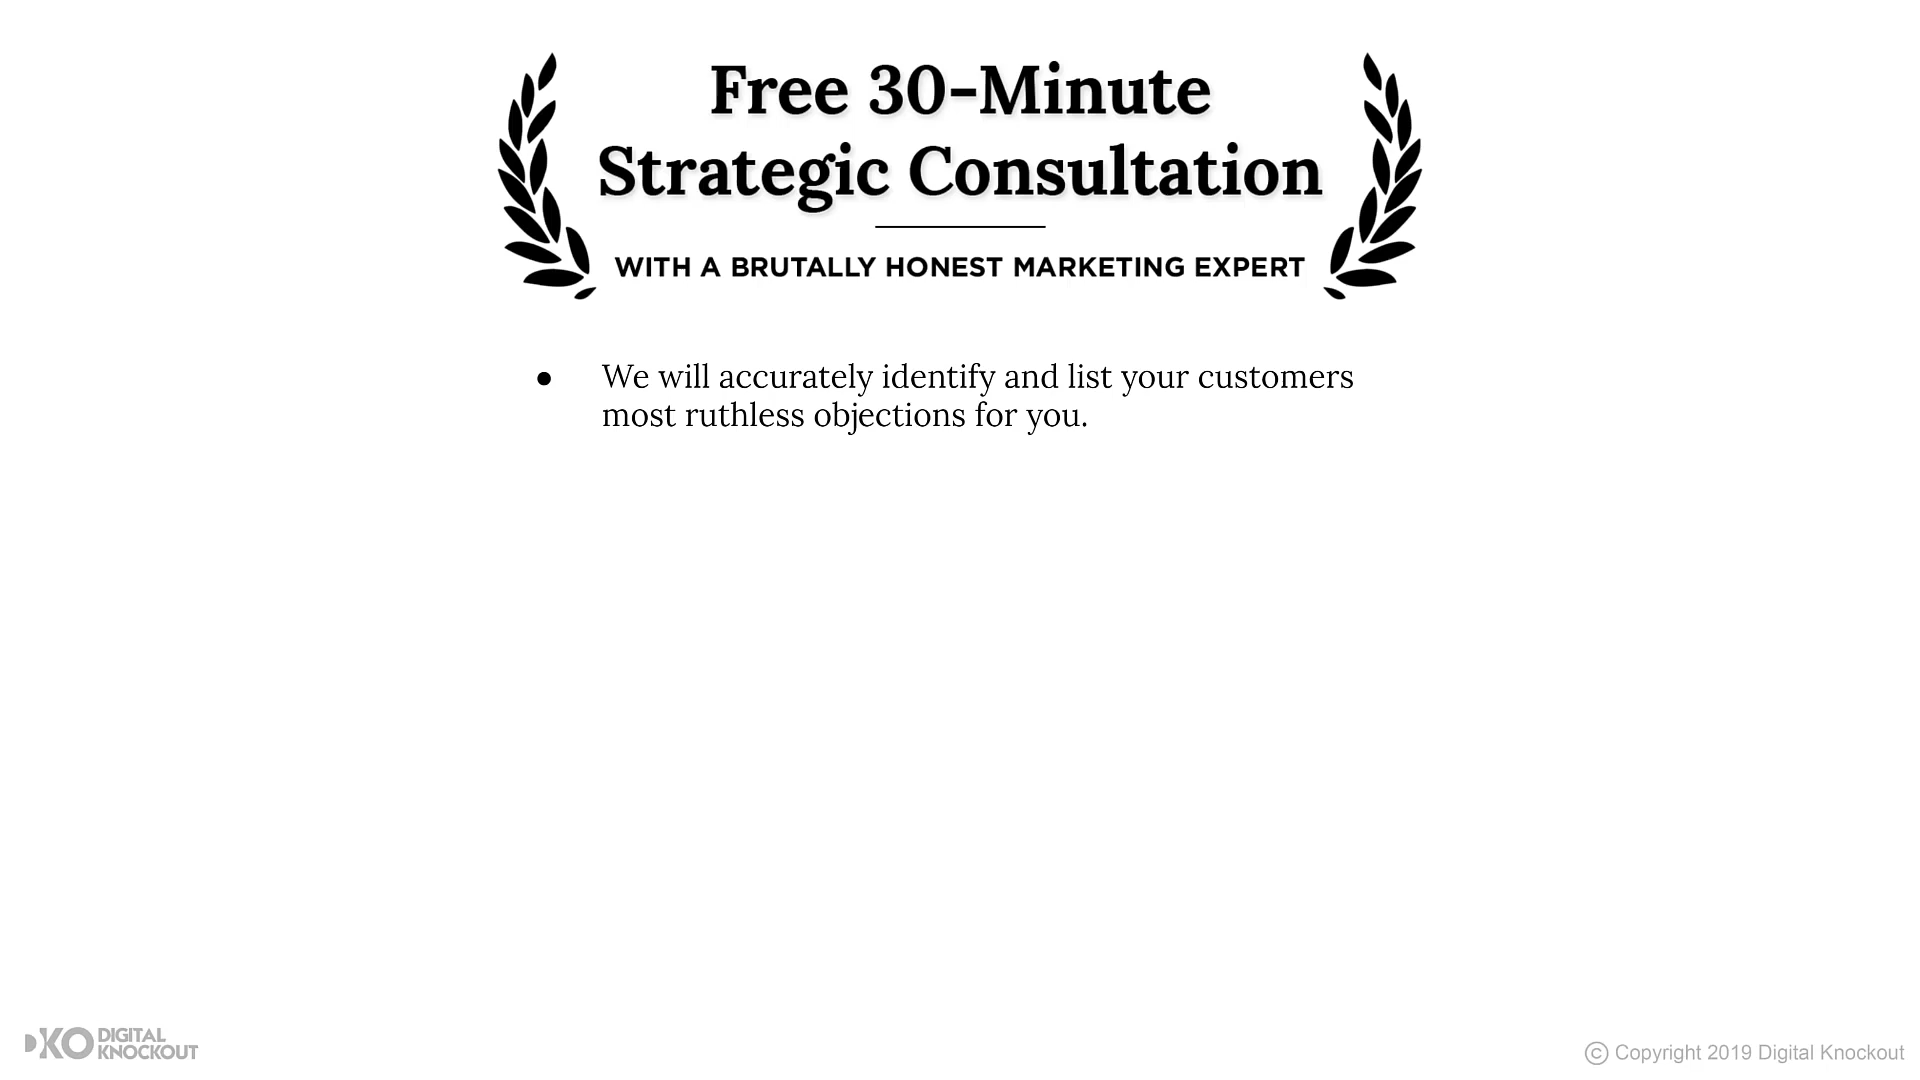 Free 30-Minute
Strategic Consultation
WITH A BRUTALLY HONEST MARKETING EXPERT
● We will accurately identify and list your customers
most ruthless objections for you.
DKO DIGITAL
KNOCKOUT
© Copyright 2019 Digital Knockout